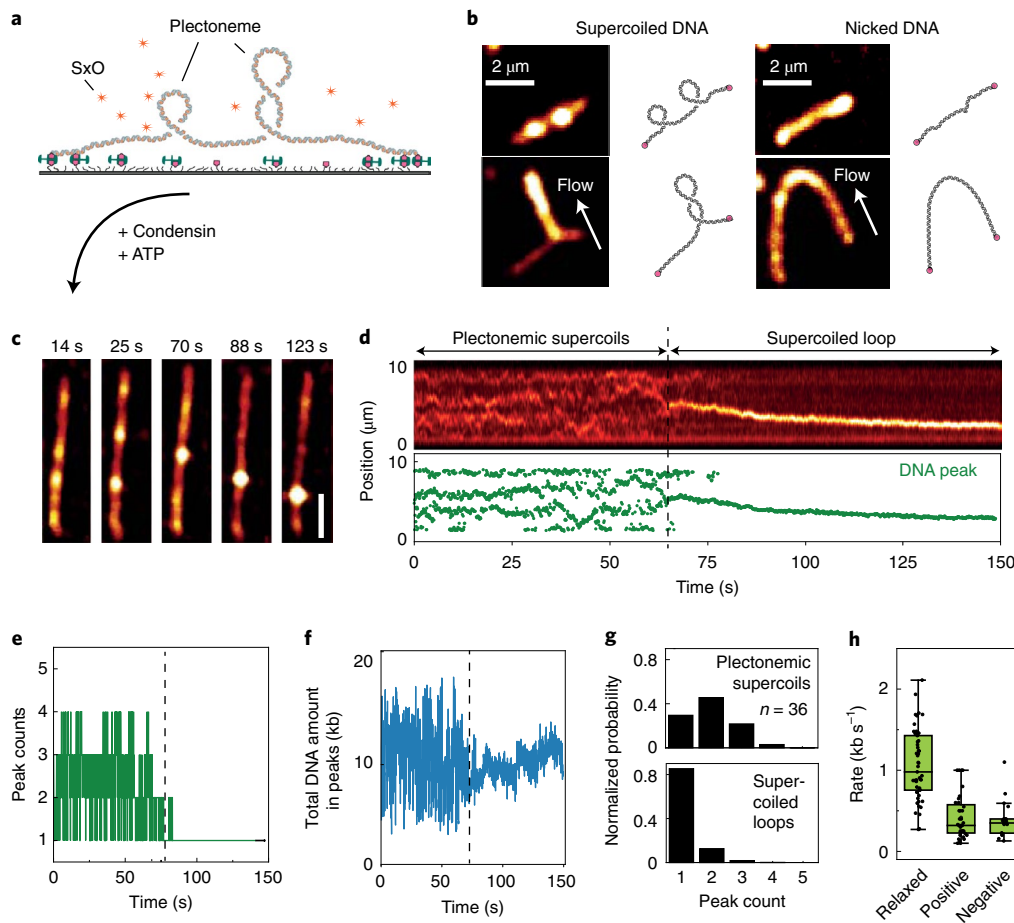 a
Plectoneme
SxO
+ Condensin
+ ATP
b
Supercoiled DNA
Nicked DNA
2 μm
2 μm
Flow
Flow
c
14 s
25 s
70 s
88 s
123 s
d
Plectonemic supercoils
Supercoiled loop
10
0
Position (μm)
DNA peak
10
0
0
25
50
75
100
125
150
Time (s)
e
5
4
3
2
1
Peak counts
0
50
100
150
Time (s)
f
20
10
0
Total DNA amount
in peaks (kb)
0
50
100
150
Time (s)
g
0.8
0.4
0
Plectonemic
supercoils
n = 36
Normalized probability
0.8
0.4
0
Super-
coiled
loops
1
2
3
4
5
Peak count
h
2
1
0
Rate (kb s⁻¹)
Relaxed
Positive
Negative